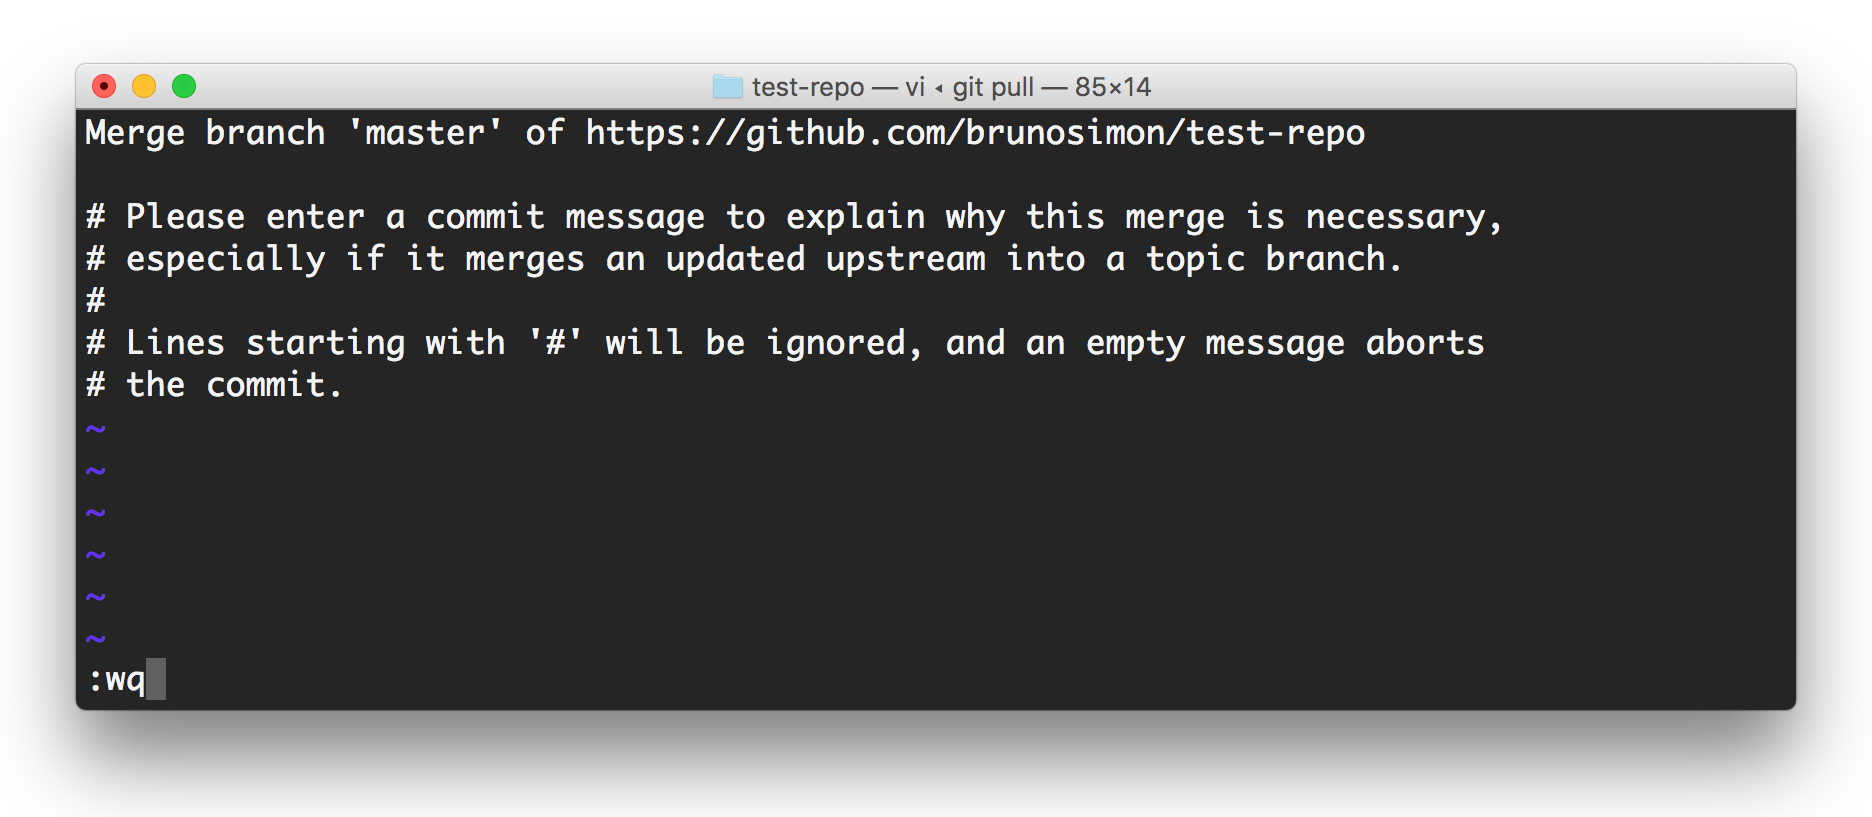 test-repo — vi ◂ git pull — 85×14
Merge branch 'master' of https://github.com/brunosimon/test-repo
# Please enter a commit message to explain why this merge is necessary,
# especially if it merges an updated upstream into a topic branch.
#
# Lines starting with '#' will be ignored, and an empty message aborts
# the commit.
~
~
~
~
~
~
:wq